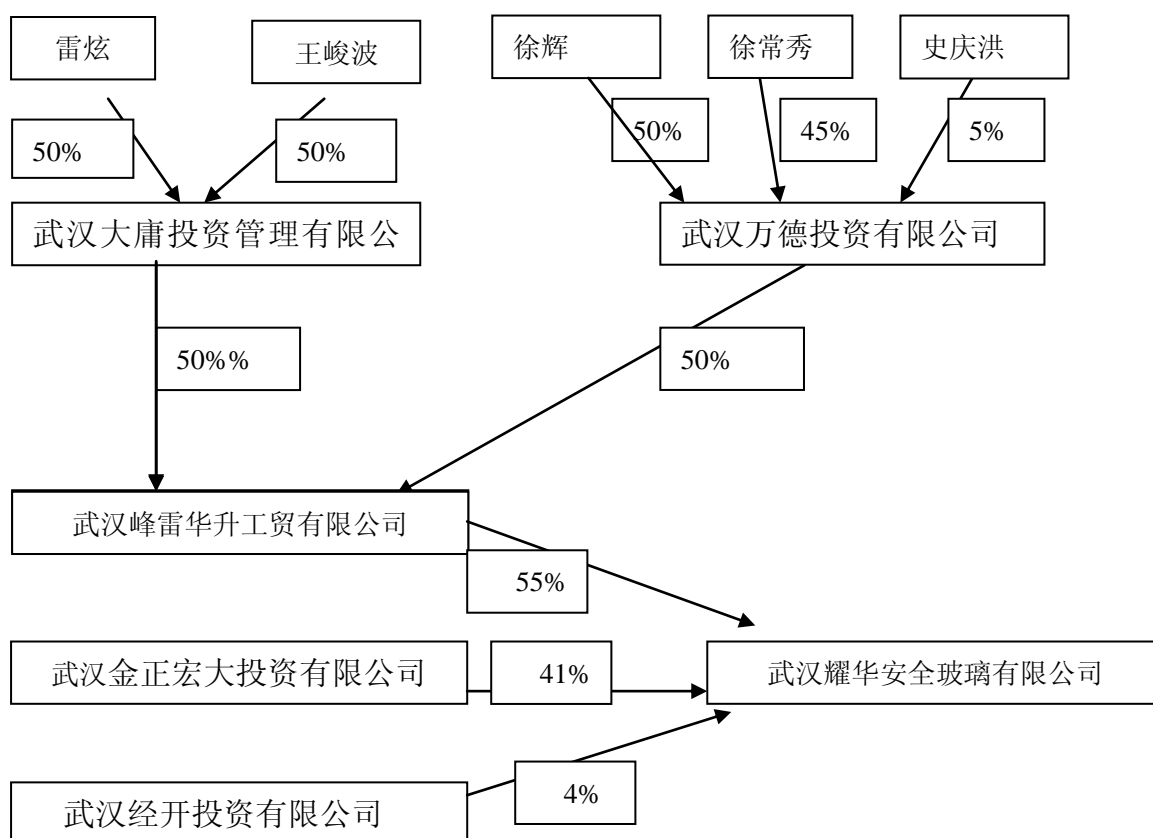 雷炫
王峻波
徐辉
徐常秀
史庆洪
50%
50%
50%
45%
5%
武汉大庸投资管理有限公
武汉万德投资有限公司
50%%
50%
武汉峰雷华升工贸有限公司
55%
武汉金正宏大投资有限公司
41%
武汉耀华安全玻璃有限公司
武汉经开投资有限公司
4%